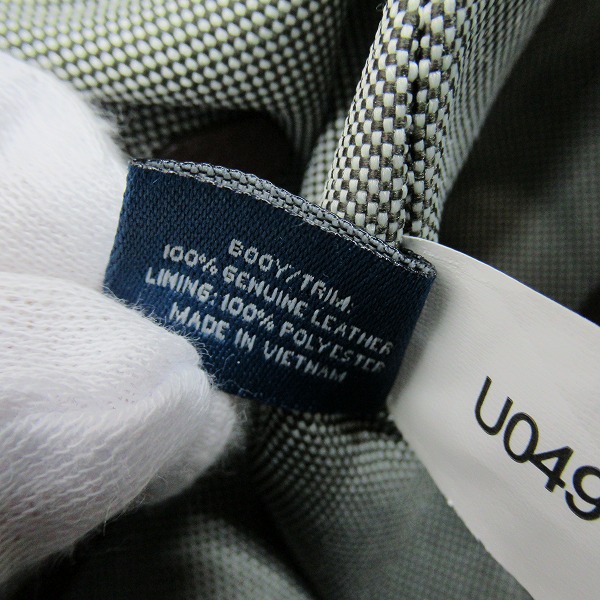 BODY/TRIM:
100% GENUINE LEATHER
LINING: 100% POLYESTER
MADE IN VIETNAM
U049